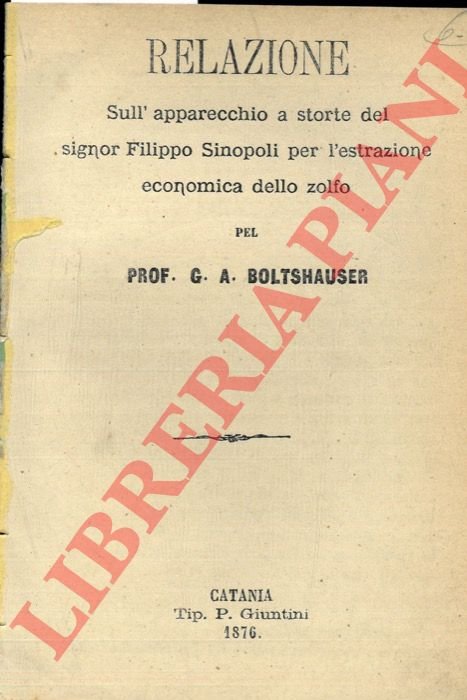 RELAZIONE
Sull' apparecchio a storte del
signor Filippo Sinopoli per l'estrazione
economica dello zolfo
PEL
PROF. G. A. BOLTSHAUSER
CATANIA
Tip. P. Giuntini
1876.
LIBRERIA PIANI